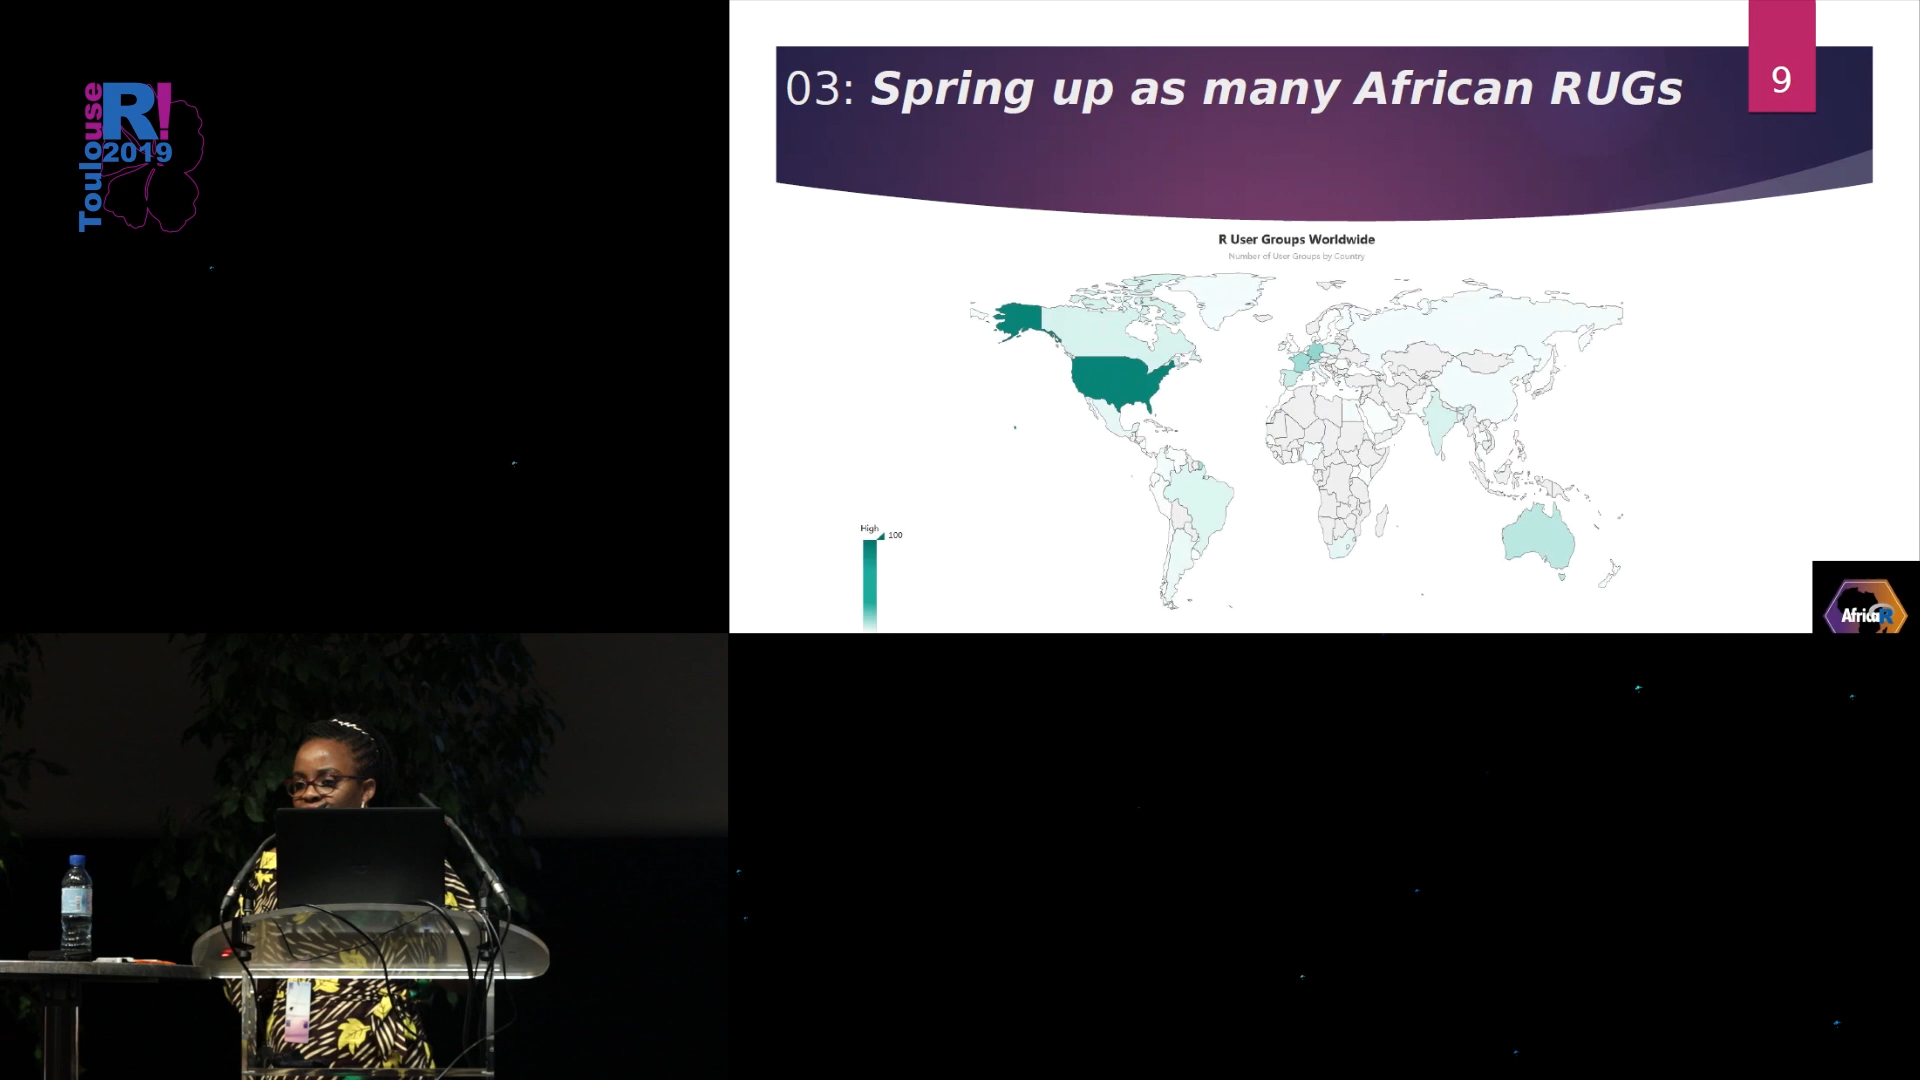 Toulouse
R!
2019
03: Spring up as many African RUGs
9
R User Groups Worldwide
Number of User Groups by Country
High
100
AfricaR